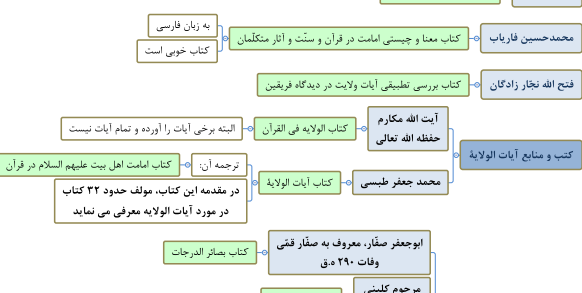 محمدحسین فاریاب
کتاب معنا و چیستی امامت در قرآن و سنّت و آثار متکلّمان
به زبان فارسی
کتاب خوبی است
فتح الله نجّار زادگان
کتاب بررسی تطبیقی آیات ولایت در دیدگاه فریقین
کتب و منابع آیات الولایة
آیت الله مکارم
حفظه الله تعالی
کتاب الولایه فی القرآن
البته برخی آیات را آورده و تمام آیات نیست
محمد جعفر طبسی
کتاب آیات الولایة
ترجمه آن:
کتاب امامت اهل بیت علیهم السلام در قرآن
در مقدمه این کتاب، مولف حدود ۳۲ کتاب
در مورد آیات الولایه معرفی می نماید
ابوجعفر صفّار، معروف به صفّار قمّی
وفات ۲۹۰ ه.ق
کتاب بصائر الدرجات
مرحوم کلینی